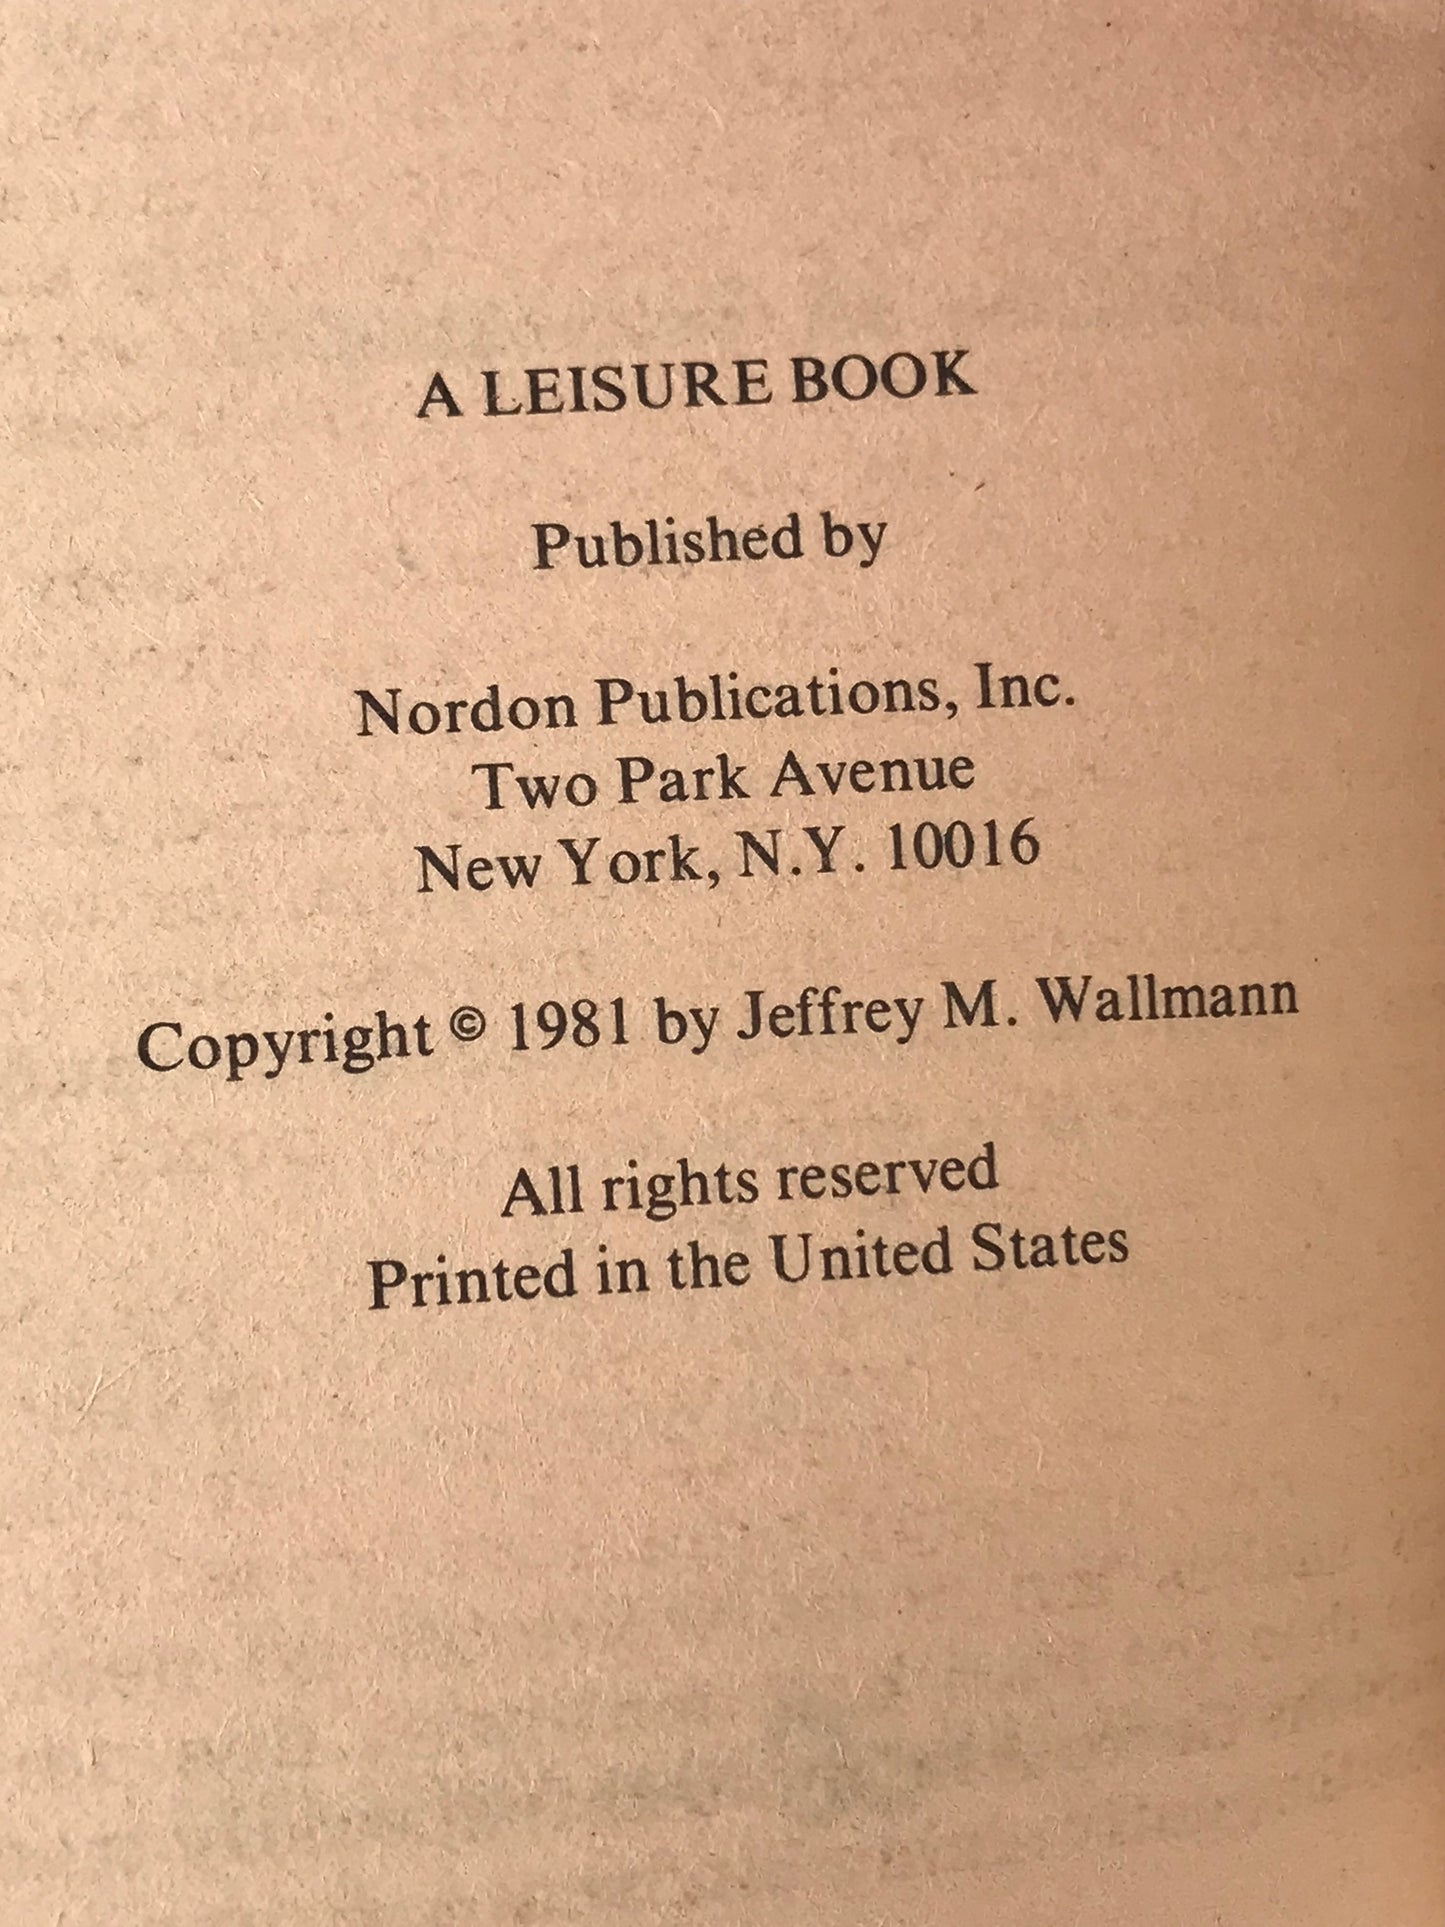 A LEISURE BOOK
Published by
Nordon Publications, Inc.
Two Park Avenue
New York, N.Y. 10016
Copyright © 1981 by Jeffrey M. Wallmann
All rights reserved
Printed in the United States